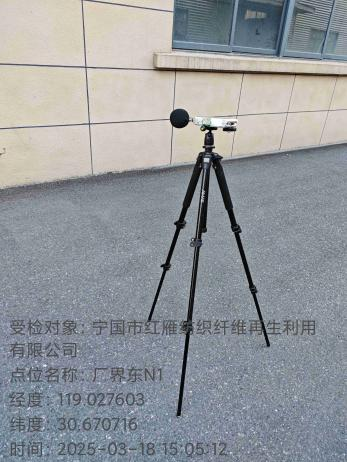 受检对象: 宁国市红雁纺织纤维再生利用
有限公司
点位名称: 厂界东N1
经度: 119.027603
纬度: 30.670716
时间: 2025-03-18 15:05:12